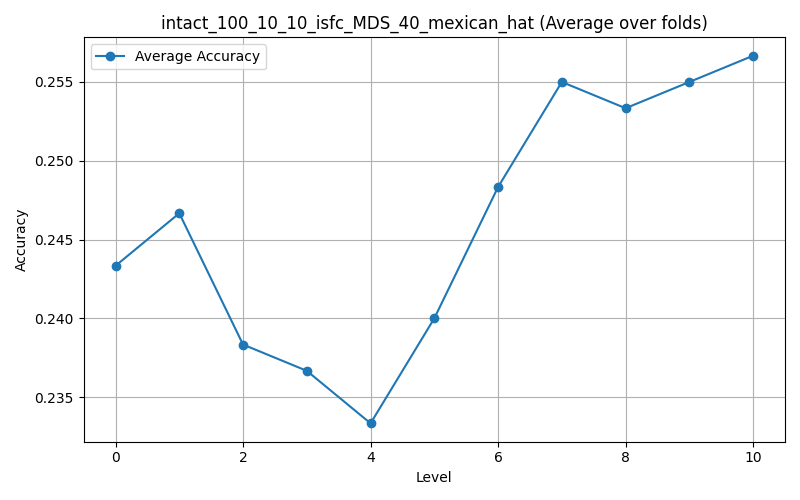 intact_100_10_10_isfc_MDS_40_mexican_hat (Average over folds)
Average Accuracy
0.255
0.250
0.245
0.240
0.235
Accuracy
0 2 4 6 8 10
Level